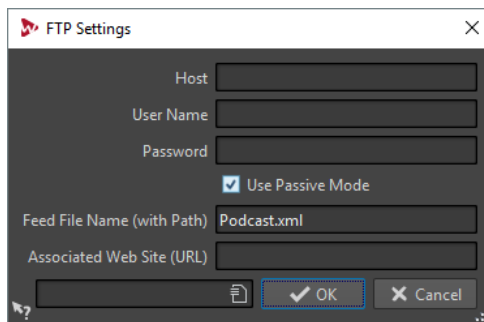 FTP Settings
Host
User Name
Password
Use Passive Mode
Feed File Name (with Path) Podcast.xml
Associated Web Site (URL)
OK Cancel